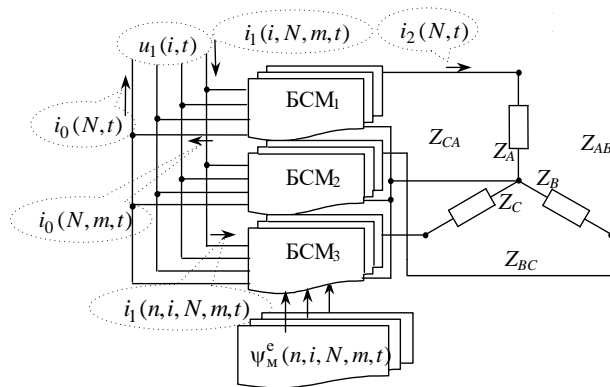 u₁(i,t)
i₁(i,N,m,t)
i₂(N,t)
БСМ₁
i₀(N,t)
Z_CA
Z_A
Z_AB
БСМ₂
Z_B
Z_C
i₀(N,m,t)
БСМ₃
Z_BC
i₁(n,i,N,m,t)
ψ_м^е(n,i,N,m,t)